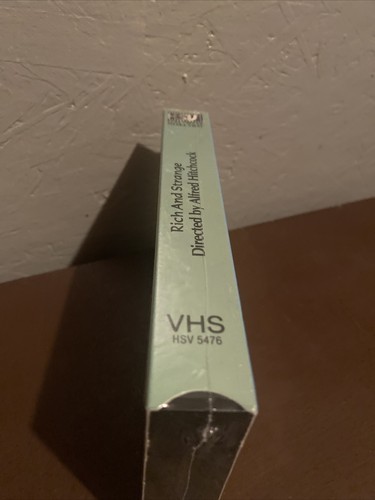 Rich And Strange
Directed by Alfred Hitchcock
VHS
HSV 5476